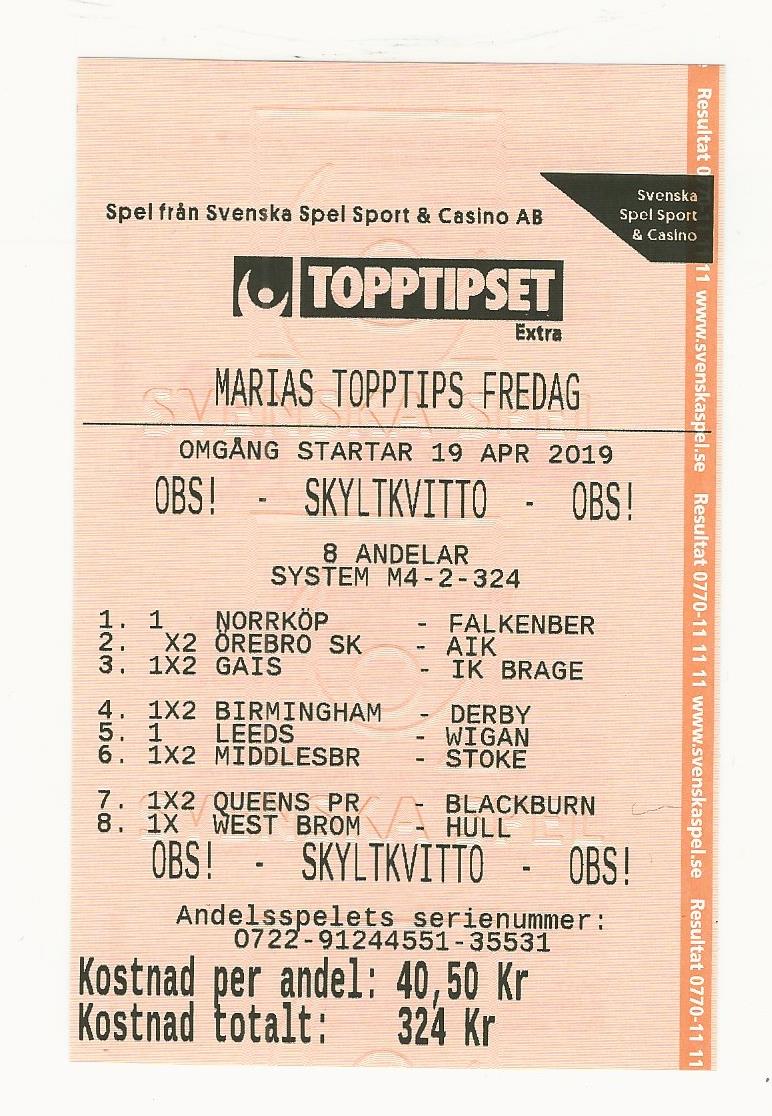 Spel från Svenska Spel Sport & Casino AB
Svenska
Spel Sport
& Casino
TOPPTIPSET
Extra
MARIAS TOPPTIPS FREDAG
OMGÅNG STARTAR 19 APR 2019
OBS! - SKYLTKVITTO - OBS!
8 ANDELAR
SYSTEM M4-2-324
1. 1 NORRKÖP - FALKENBER
2. X2 ÖREBRO SK - AIK
3. 1X2 GAIS - IK BRAGE
4. 1X2 BIRMINGHAM - DERBY
5. 1 LEEDS - WIGAN
6. 1X2 MIDDLESBR - STOKE
7. 1X2 QUEENS PR - BLACKBURN
8. 1X WEST BROM - HULL
OBS! - SKYLTKVITTO - OBS!
Andelsspelets serienummer:
0722-91244551-35531
Kostnad per andel: 40,50 Kr
Kostnad totalt: 324 Kr
Resultat 0 11 www.svenskaspel.se Resultat 0770-11 11 11 www.svenskaspel.se Resultat 0770-11 11
SVENSKA SPEL
SVENSKA SPEL